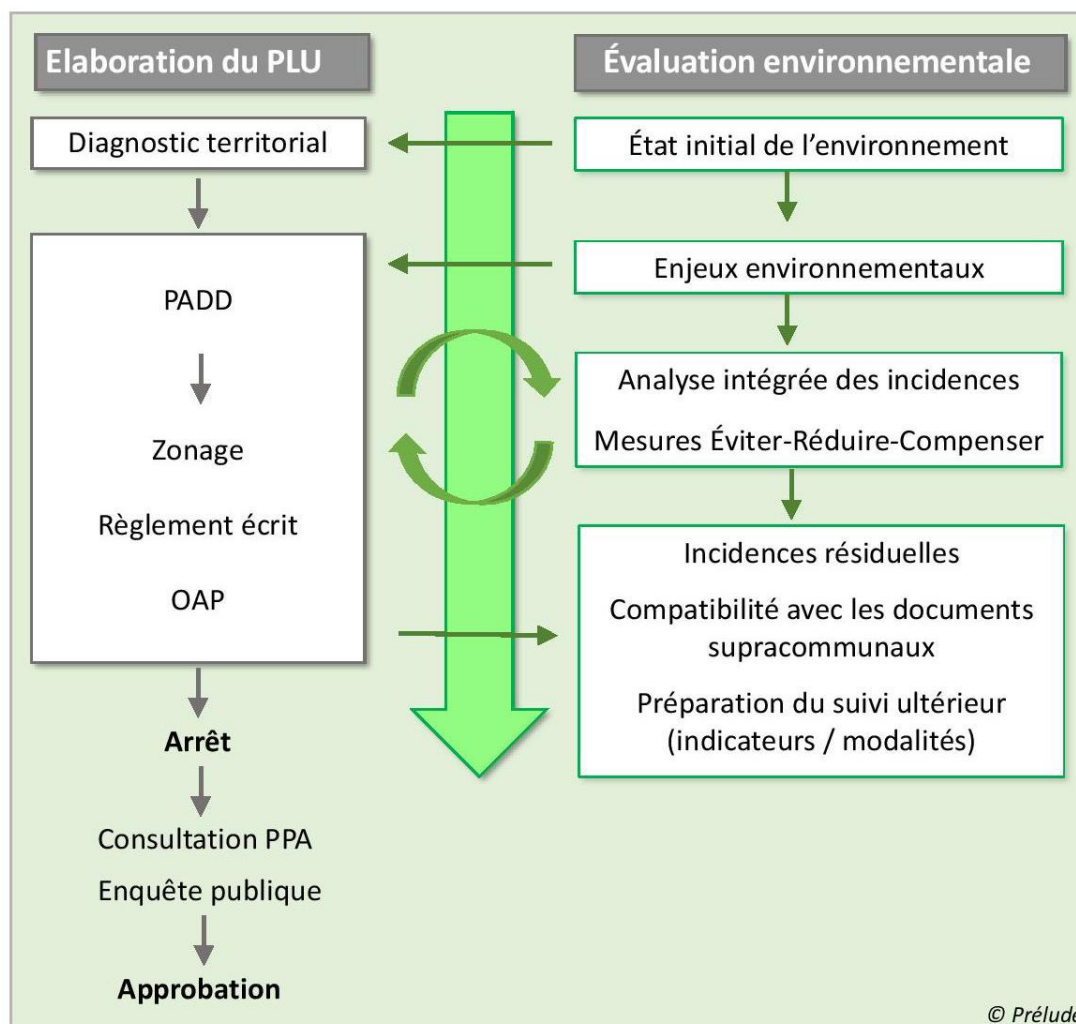 Elaboration du PLU
Diagnostic territorial
PADD
Zonage
Règlement écrit
OAP
Arrêt
Consultation PPA
Enquête publique
Approbation
Évaluation environnementale
État initial de l’environnement
Enjeux environnementaux
Analyse intégrée des incidences
Mesures Éviter-Réduire-Compenser
Incidences résiduelles
Compatibilité avec les documents
supracommunaux
Préparation du suivi ultérieur
(indicateurs / modalités)
© Prélude